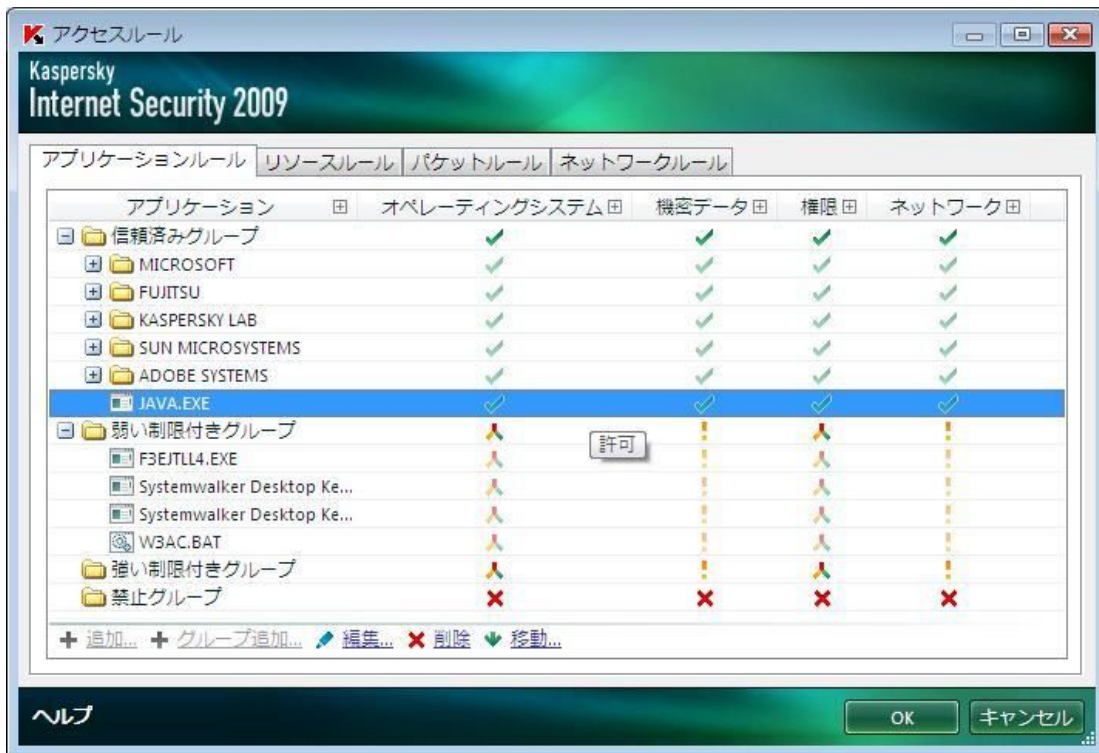 アクセスルール
Kaspersky
Internet Security 2009
アプリケーションルール リソースルール パケットルール ネットワークルール
アプリケーション オペレーティングシステム 機密データ 権限 ネットワーク
信頼済みグループ
MICROSOFT
FUJITSU
KASPERSKY LAB
SUN MICROSYSTEMS
ADOBE SYSTEMS
JAVA.EXE
弱い制限付きグループ
許可
F3EJTLL4.EXE
Systemwalker Desktop Ke...
Systemwalker Desktop Ke...
W3AC.BAT
強い制限付きグループ
禁止グループ
追加... グループ追加... 編集... 削除 移動...
ヘルプ OK キャンセル